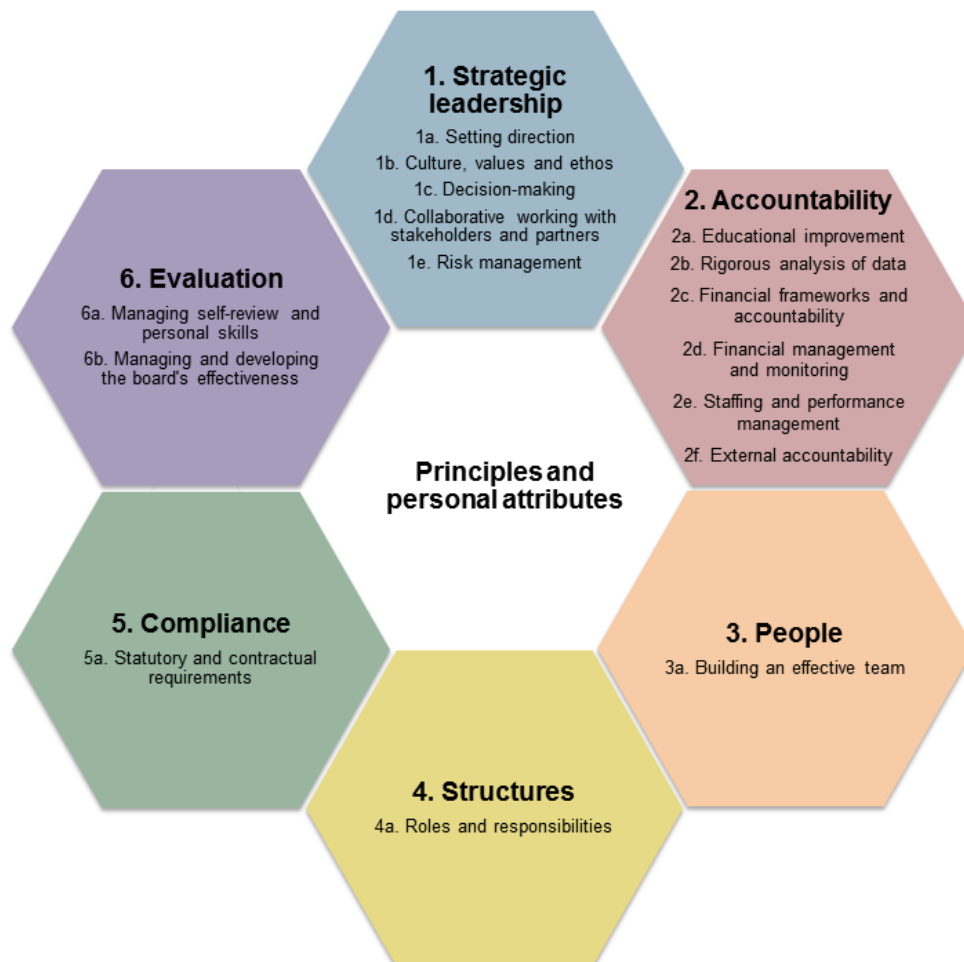 1. Strategic
leadership
1a. Setting direction
1b. Culture, values and ethos
1c. Decision-making
1d. Collaborative working with
stakeholders and partners
1e. Risk management
2. Accountability
2a. Educational improvement
2b. Rigorous analysis of data
2c. Financial frameworks and
accountability
2d. Financial management
and monitoring
2e. Staffing and performance
management
2f. External accountability
3. People
3a. Building an effective team
4. Structures
4a. Roles and responsibilities
5. Compliance
5a. Statutory and contractual
requirements
6. Evaluation
6a. Managing self-review and
personal skills
6b. Managing and developing
the board's effectiveness
Principles and
personal attributes